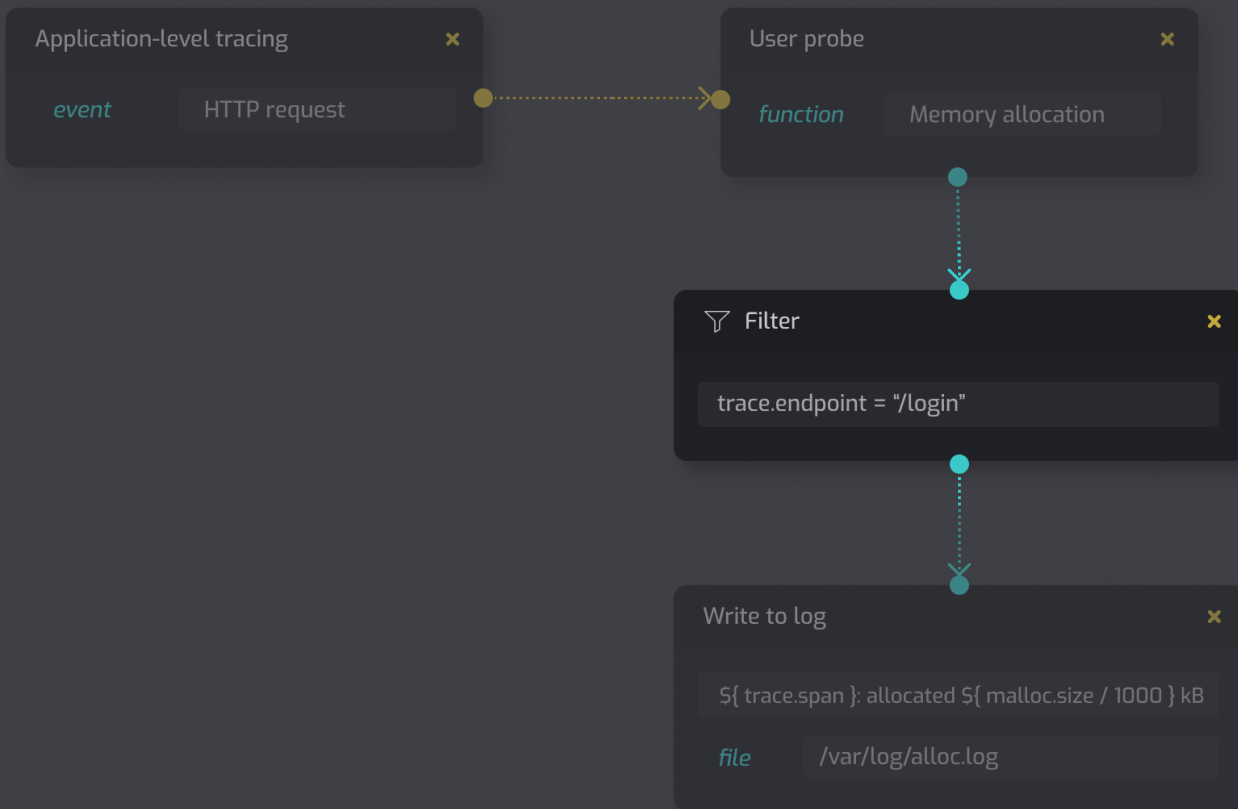 Application-level tracing
event HTTP request
User probe
function Memory allocation
Filter
trace.endpoint = “/login”
Write to log
${ trace.span }: allocated ${ malloc.size / 1000 } kB
file /var/log/alloc.log